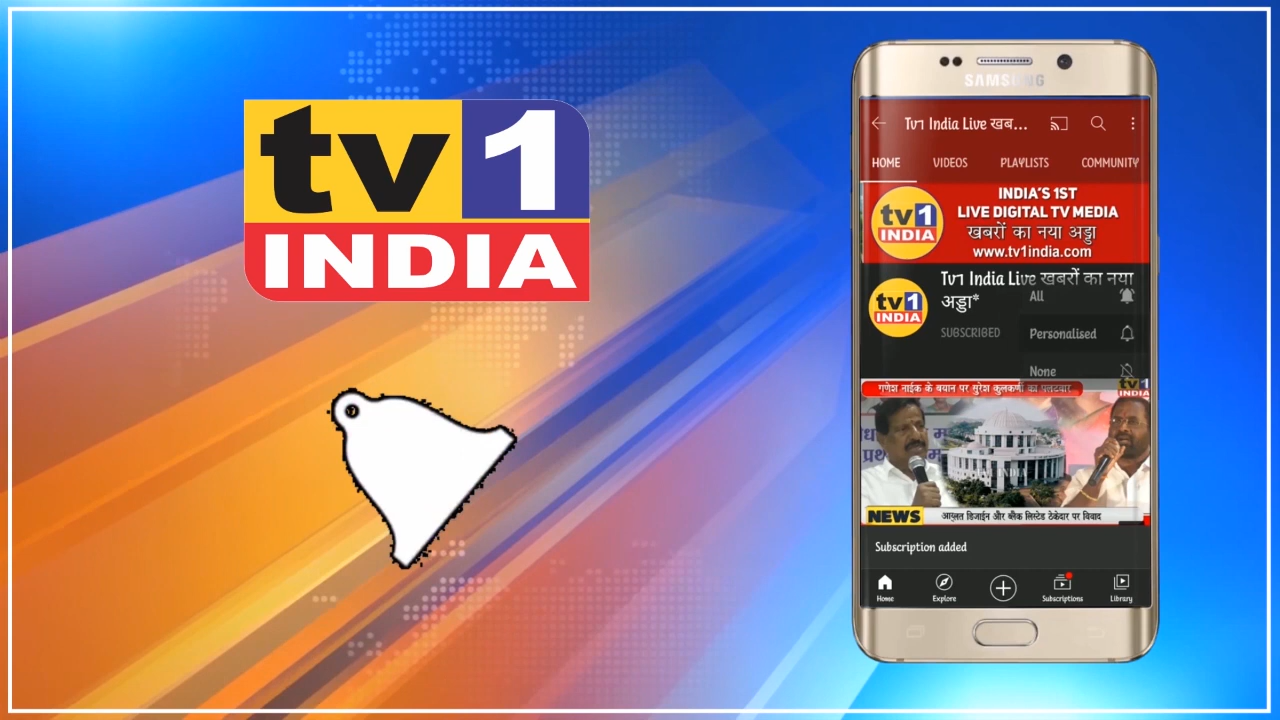 tv1
INDIA
SAMSUNG
Tv1 India Live खब...
HOME VIDEOS PLAYLISTS COMMUNITY
tv1
INDIA
INDIA'S 1ST
LIVE DIGITAL TV MEDIA
खबरों का नया अड्डा
www.tv1india.com
tv1
INDIA
Tv1 India Live खबरों का नया
अड्डा*
SUBSCRIBED
All
Personalised
None
गणेश नाईक के बयान पर सुरेश कुलकर्णी का पलटवार
tv1
INDIA
NEWS
डिजाईन और ब्लैक लिस्टेड ठेकेदार पर विवाद
Subscription added
Home Explore Subscriptions Library